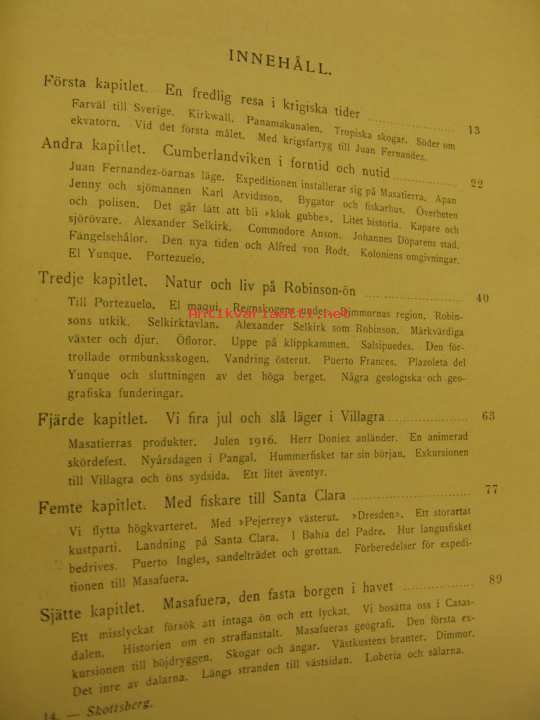 INNEHÅLL.
Första kapitlet. En fredlig resa i krigiska tider 13
Farväl till Sverige. Kirkwall. Panamakanalen. Tropiska skogar. Söder om
ekvatorn. Vid det första målet. Med krigsfartyg till Juan Fernandez.
Andra kapitlet. Cumberlandviken i forntid och nutid 22
Juan Fernandez-öarnas läge. Expeditionen installerar sig på Masatierra. Apan
Jenny och sjömannen Karl Arvidsson. Bygator och fiskarhus. Överheten
och polisen. Det går lätt att bli »klok gubbe». Litet historia. Kapare och
sjörövare. Alexander Selkirk. Commodore Anson. Johannes Döparens stad.
Fängelsehålor. Den nya tiden och Alfred von Rodt. Koloniens omgivningar.
El Yunque. Portezuelo.
Tredje kapitlet. Natur och liv på Robinson-ön 40
Till Portezuelo. El maqui. Regnskogens under. Dimmornas region. Robin-
Antikvariaatti.net
sons utkik. Selkirktavlan. Alexander Selkirk som Robinson. Märkvärdiga
växter och djur. Öfloror. Uppe på klippkammen. Salsipuedes. Den för-
trollade ormbunksskogen. Vandring österut. Puerto Frances. Plazoleta del
Yunque och sluttningen av det höga berget. Några geologiska och geo-
grafiska funderingar.
Fjärde kapitlet. Vi fira jul och slå läger i Villagra 63
Masatierras produkter. Julen 1916. Herr Doniez anländer. En animerad
skördefest. Nyårsdagen i Pangal. Hummerfisket tar sin början. Exkursionen
till Villagra och öns sydsida. Ett litet äventyr.
Femte kapitlet. Med fiskare till Santa Clara 77
Vi flytta högkvarteret. Med »Pejerrey» västerut. »Dresden». Ett storartat
kustparti. Landning på Santa Clara. I Bahia del Padre. Hur langusfisket
bedrives. Puerto Ingles, sandelträdet och grottan. Förberedelser för expedi-
tionen till Masafuera.
Sjätte kapitlet. Masafuera, den fasta borgen i havet 89
Ett misslyckat försök att intaga ön och ett lyckat. Vi bosätta oss i Casas-
dalen. Historien om en straffanstalt. Masafueras geografi. Den första ex-
kursionen till höjdryggen. Skogar och ängar. Västkustens branter. Dimmor.
Det inre av dalarna. Längs stranden till västsidan. Loberia och sälarna.
14. — Skottsberg.